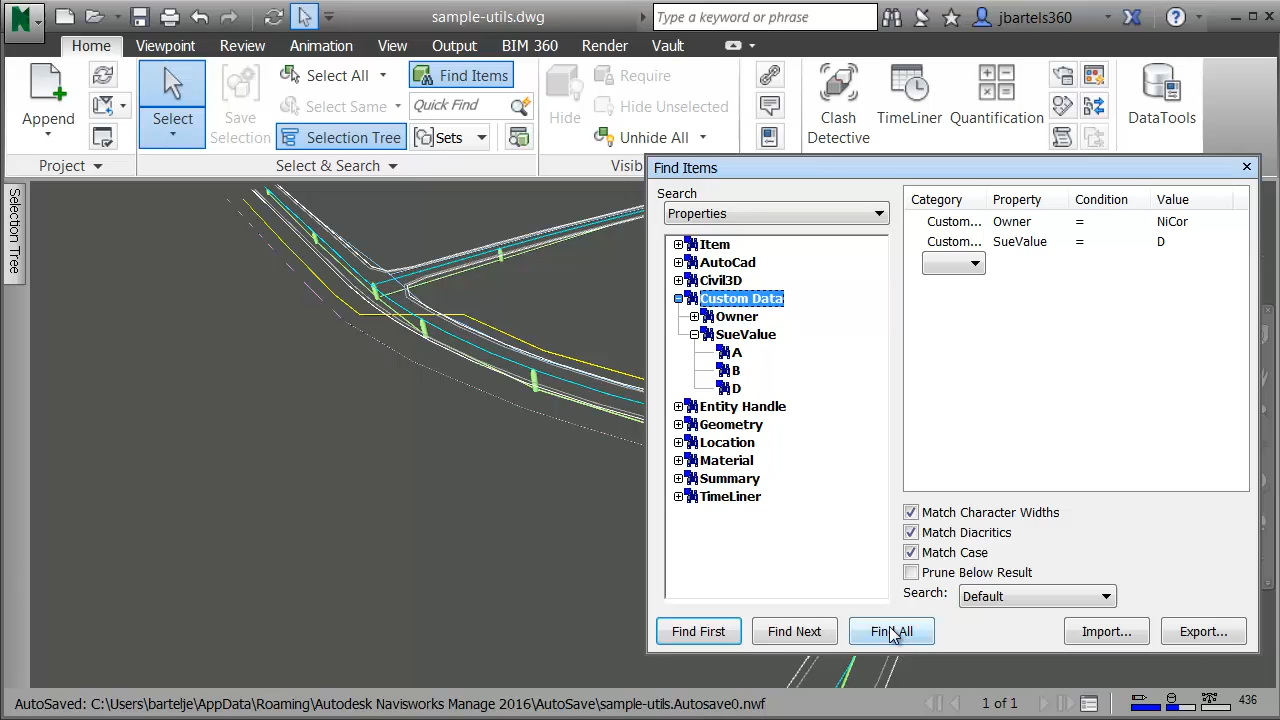 sample-utils.dwg
Type a keyword or phrase
jbartels360
Home Viewpoint Review Animation View Output BIM 360 Render Vault
Append
Select
Save Selection
Select All
Select Same
Selection Tree
Find Items
Quick Find
Sets
Hide
Require
Hide Unselected
Unhide All
Clash Detective
TimeLiner
Quantification
DataTools
Project
Select & Search
Visib
Selection Tree
Find Items
Search
Properties
Item
AutoCad
Civil3D
Custom Data
Owner
SueValue
A
B
D
Entity Handle
Geometry
Location
Material
Summary
TimeLiner
Category Property Condition Value
Custom... Owner = NiCor
Custom... SueValue = D
Match Character Widths
Match Diacritics
Match Case
Prune Below Result
Search: Default
Find First Find Next Find All Import... Export...
AutoSaved: C:\Users\bartelje\AppData\Roaming\Autodesk Navisworks Manage 2016\AutoSave\sample-utils.Autosave0.nwf
1 of 1
436